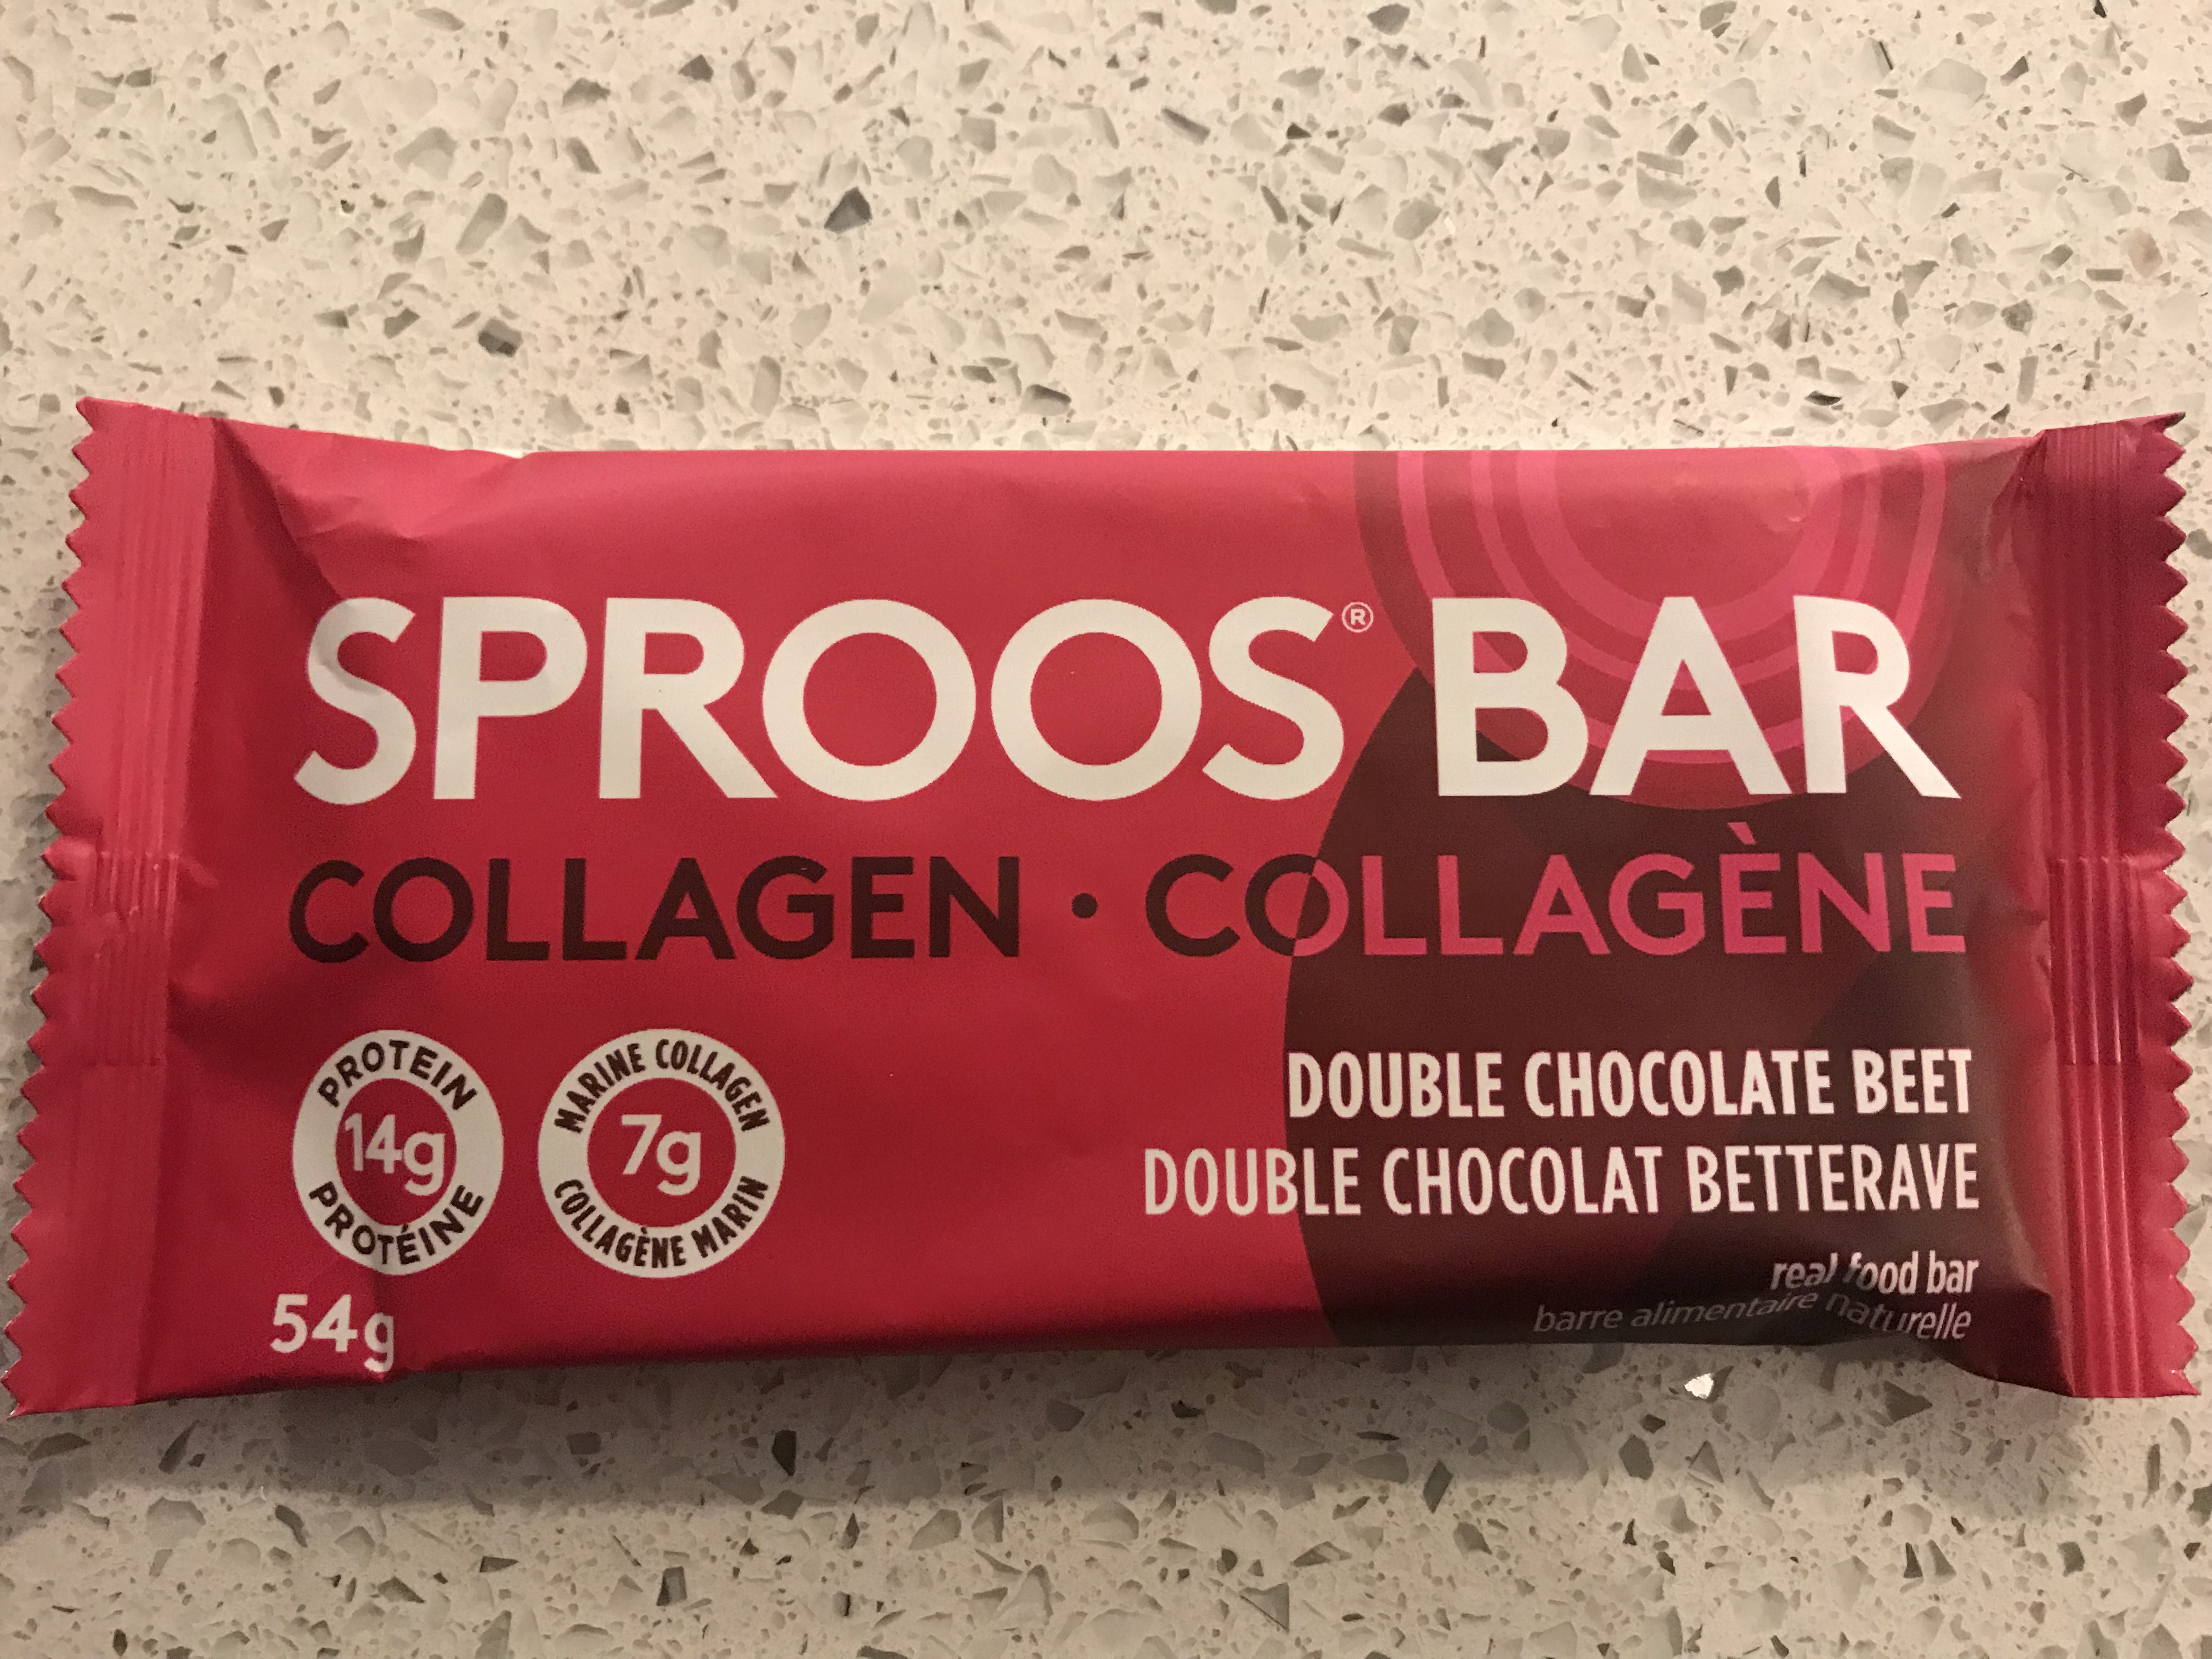 SPROOS® BAR
COLLAGEN • COLLAGÈNE
PROTEIN
14g
PROTÉINE
MARINE COLLAGEN
7g
COLLAGÈNE MARIN
54g
DOUBLE CHOCOLATE BEET
DOUBLE CHOCOLAT BETTERAVE
real food bar
barre alimentaire naturelle